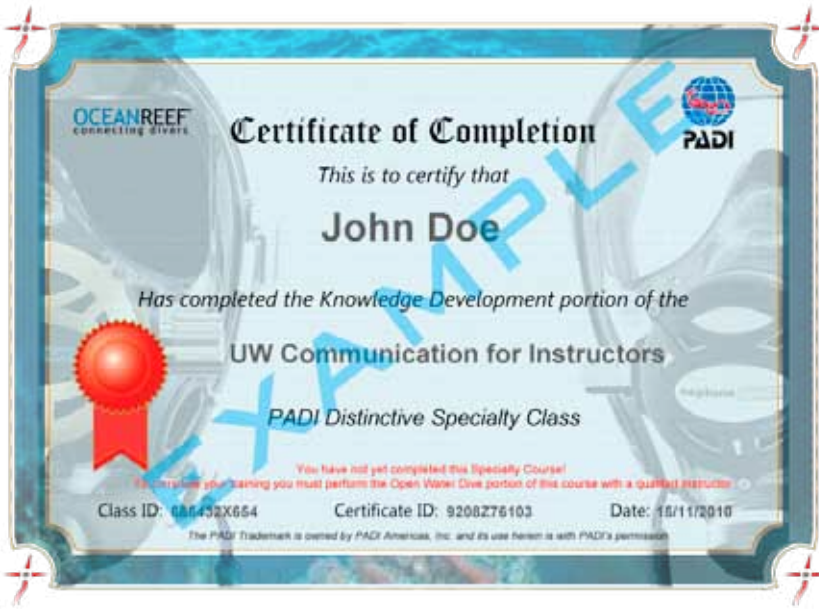 OCEANREEF
connecting divers
PADI
Certificate of Completion
This is to certify that
John Doe
Has completed the Knowledge Development portion of the
UW Communication for Instructors
PADI Distinctive Specialty Class
You have not yet completed this Specialty Course!
your training you must perform the Open Water Dive portion of this course with a qualified instructor
Class ID: Certificate ID: 9208Z76103 Date: 15/11/2010
The PADI Trademark is owned by PADI Americas, Inc. and its use herein is with PADI's permission
EXAMPLE
neptune